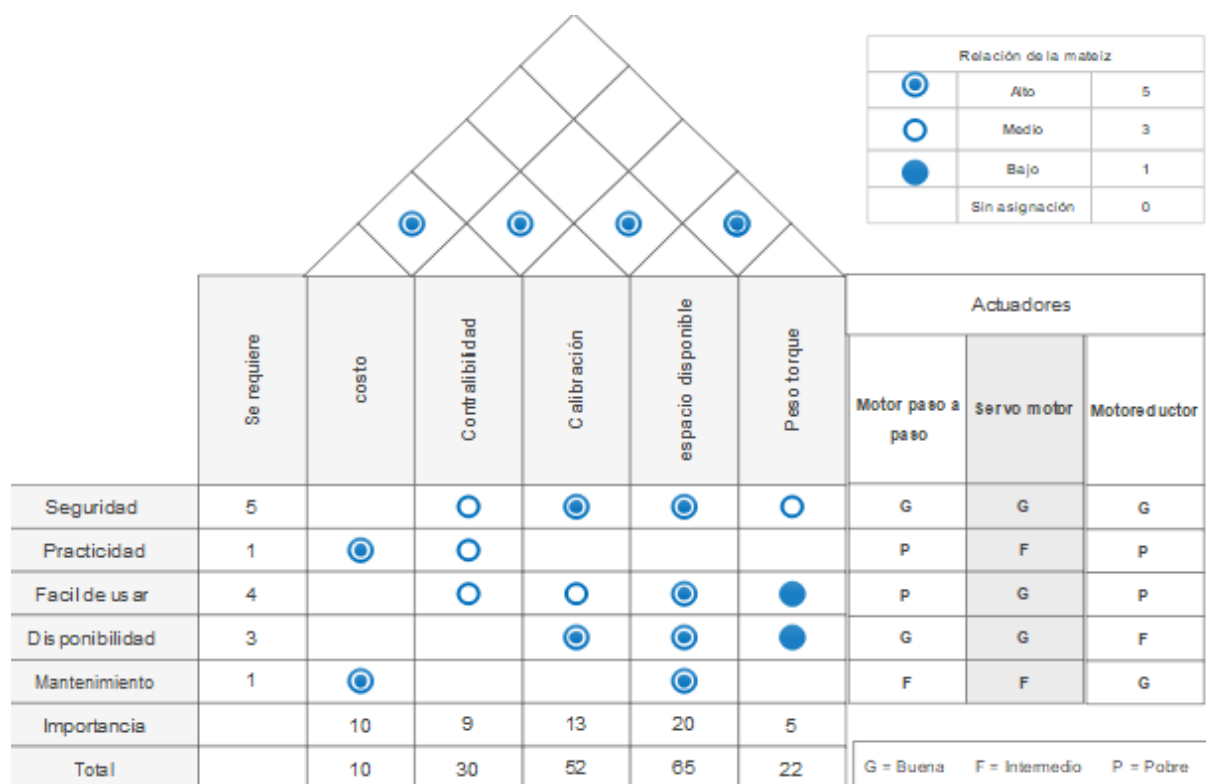 Relación de la mateiz
Alto 5
Medio 3
Bajo 1
Sin asignación 0
Se requiere
costo
Contralibilidad
Calibración
espacio disponible
Peso torque
Actuadores
Motor paso a
paso
Servo motor
Motoreductor
Seguridad 5 G G G
Practicidad 1 P F P
Facil de usar 4 P G P
Disponibilidad 3 G G F
Mantenimiento 1 F F G
Importancia 10 9 13 20 5
Total 10 30 52 65 22
G = Buena F = Intermedio P = Pobre